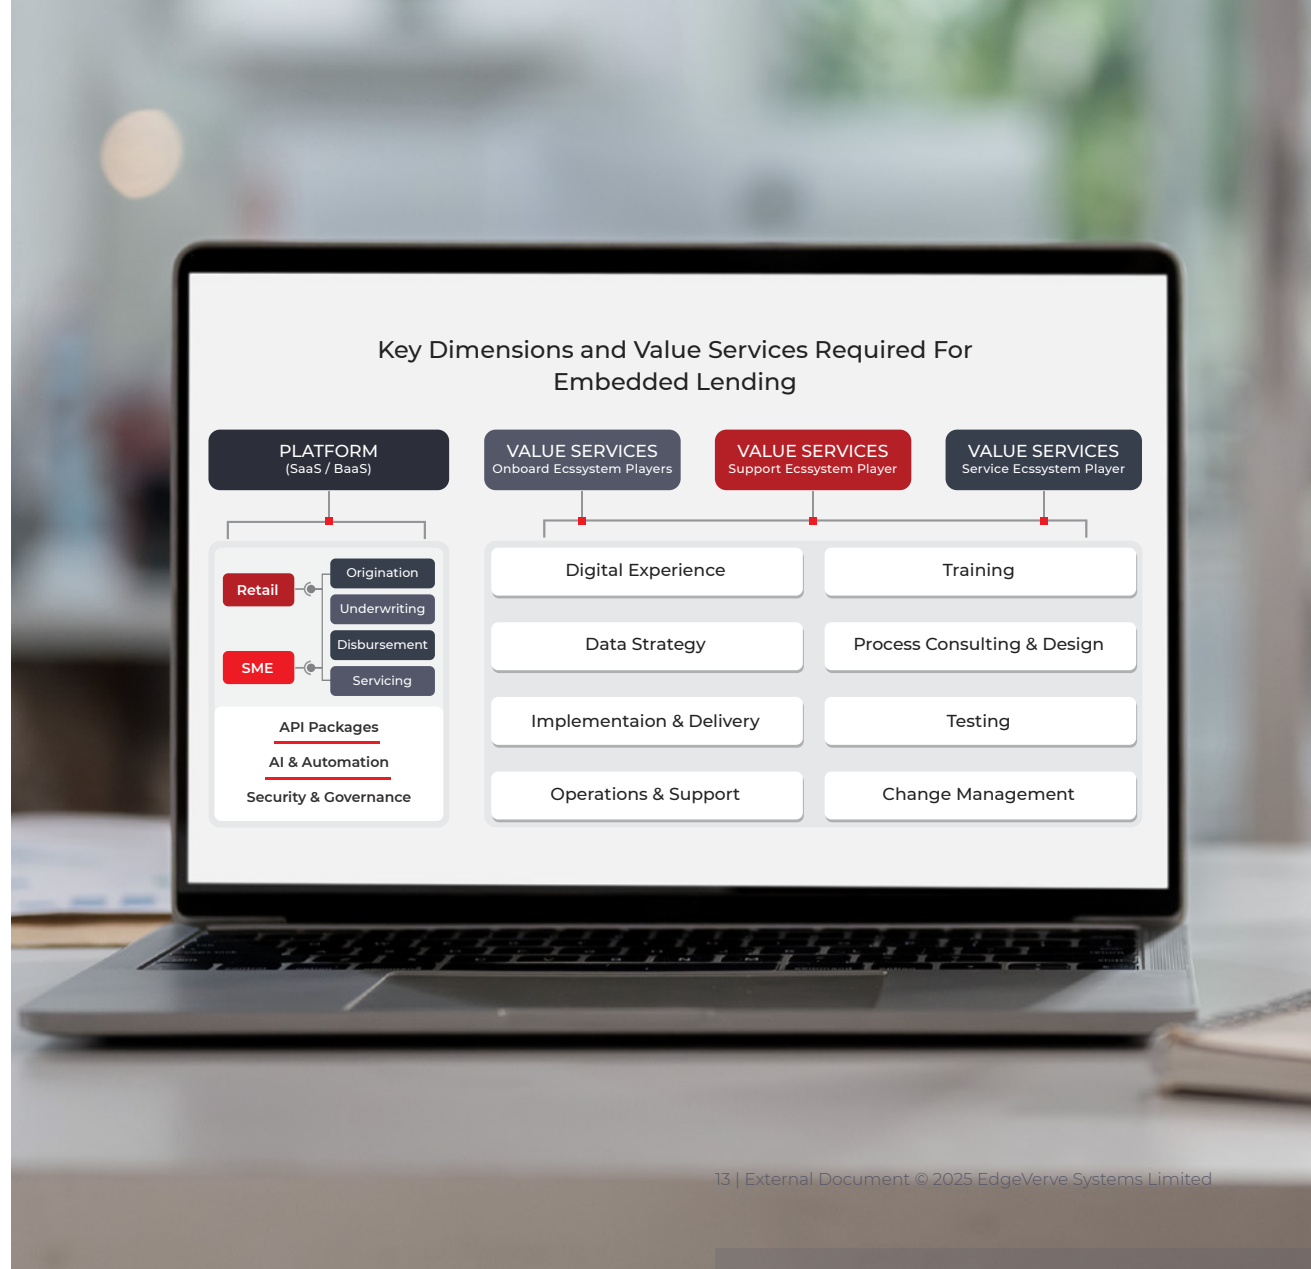 Key Dimensions and Value Services Required For
Embedded Lending
PLATFORM
(SaaS / BaaS)
VALUE SERVICES
Onboard Ecssystem Players
VALUE SERVICES
Support Ecssystem Player
VALUE SERVICES
Service Ecssystem Player
Retail
SME
Origination
Underwriting
Disbursement
Servicing
API Packages
AI & Automation
Security & Governance
Digital Experience
Training
Data Strategy
Process Consulting & Design
Implementaion & Delivery
Testing
Operations & Support
Change Management
13 | External Document © 2025 EdgeVerve Systems Limited